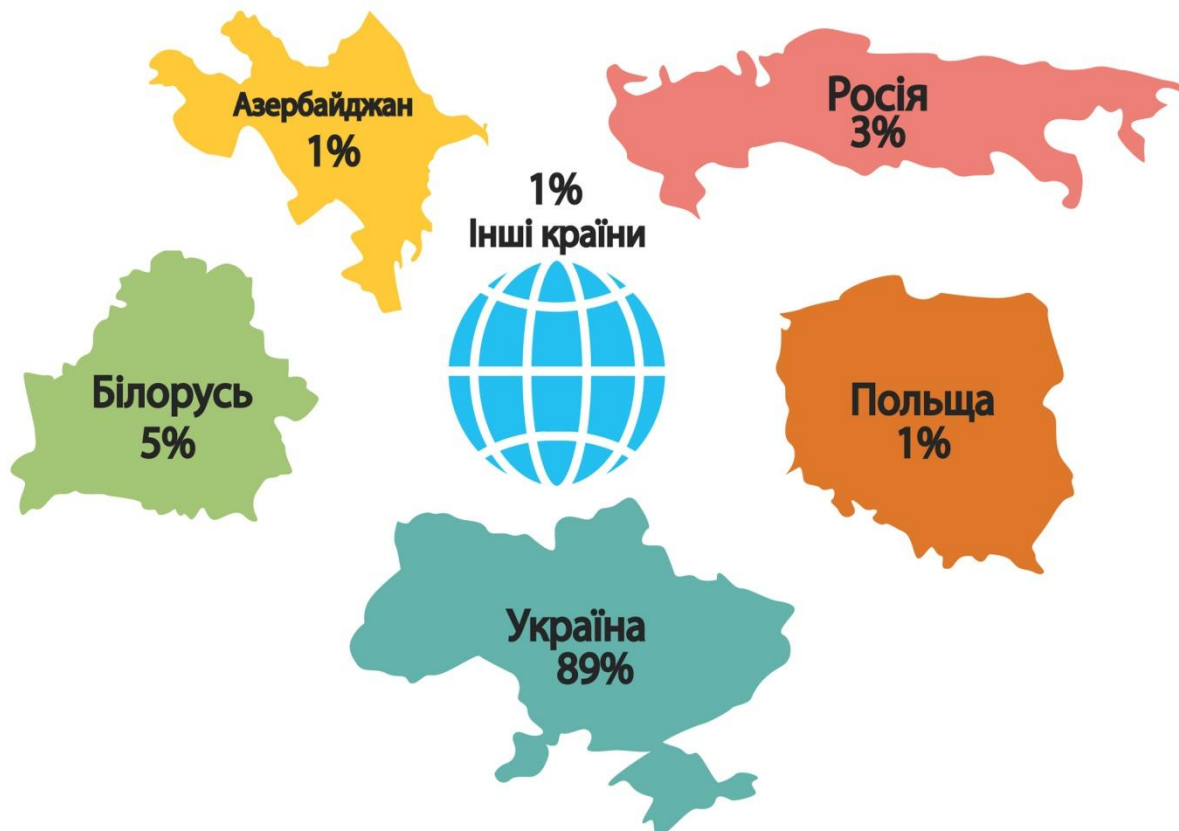 Азербайджан
1%
Росія
3%
1%
Інші країни
Білорусь
5%
Польща
1%
Україна
89%